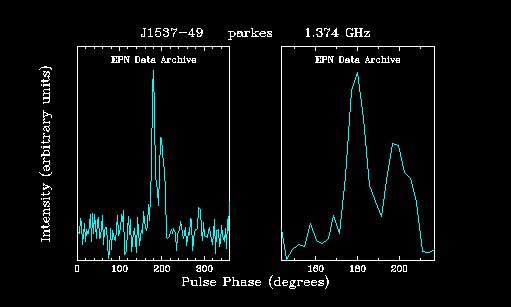 J1537-49 parkes 1.374 GHz
EPN Data Archive EPN Data Archive
Intensity (arbitrary units)
0 100 200 300 160 180 200
Pulse Phase (degrees)